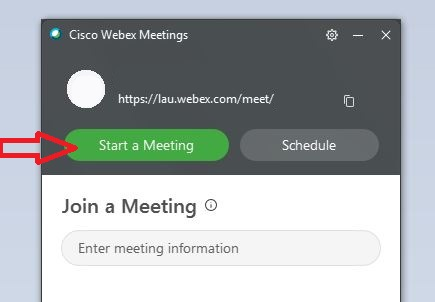 Cisco Webex Meetings
https://lau.webex.com/meet/
Start a Meeting
Schedule
Join a Meeting
Enter meeting information